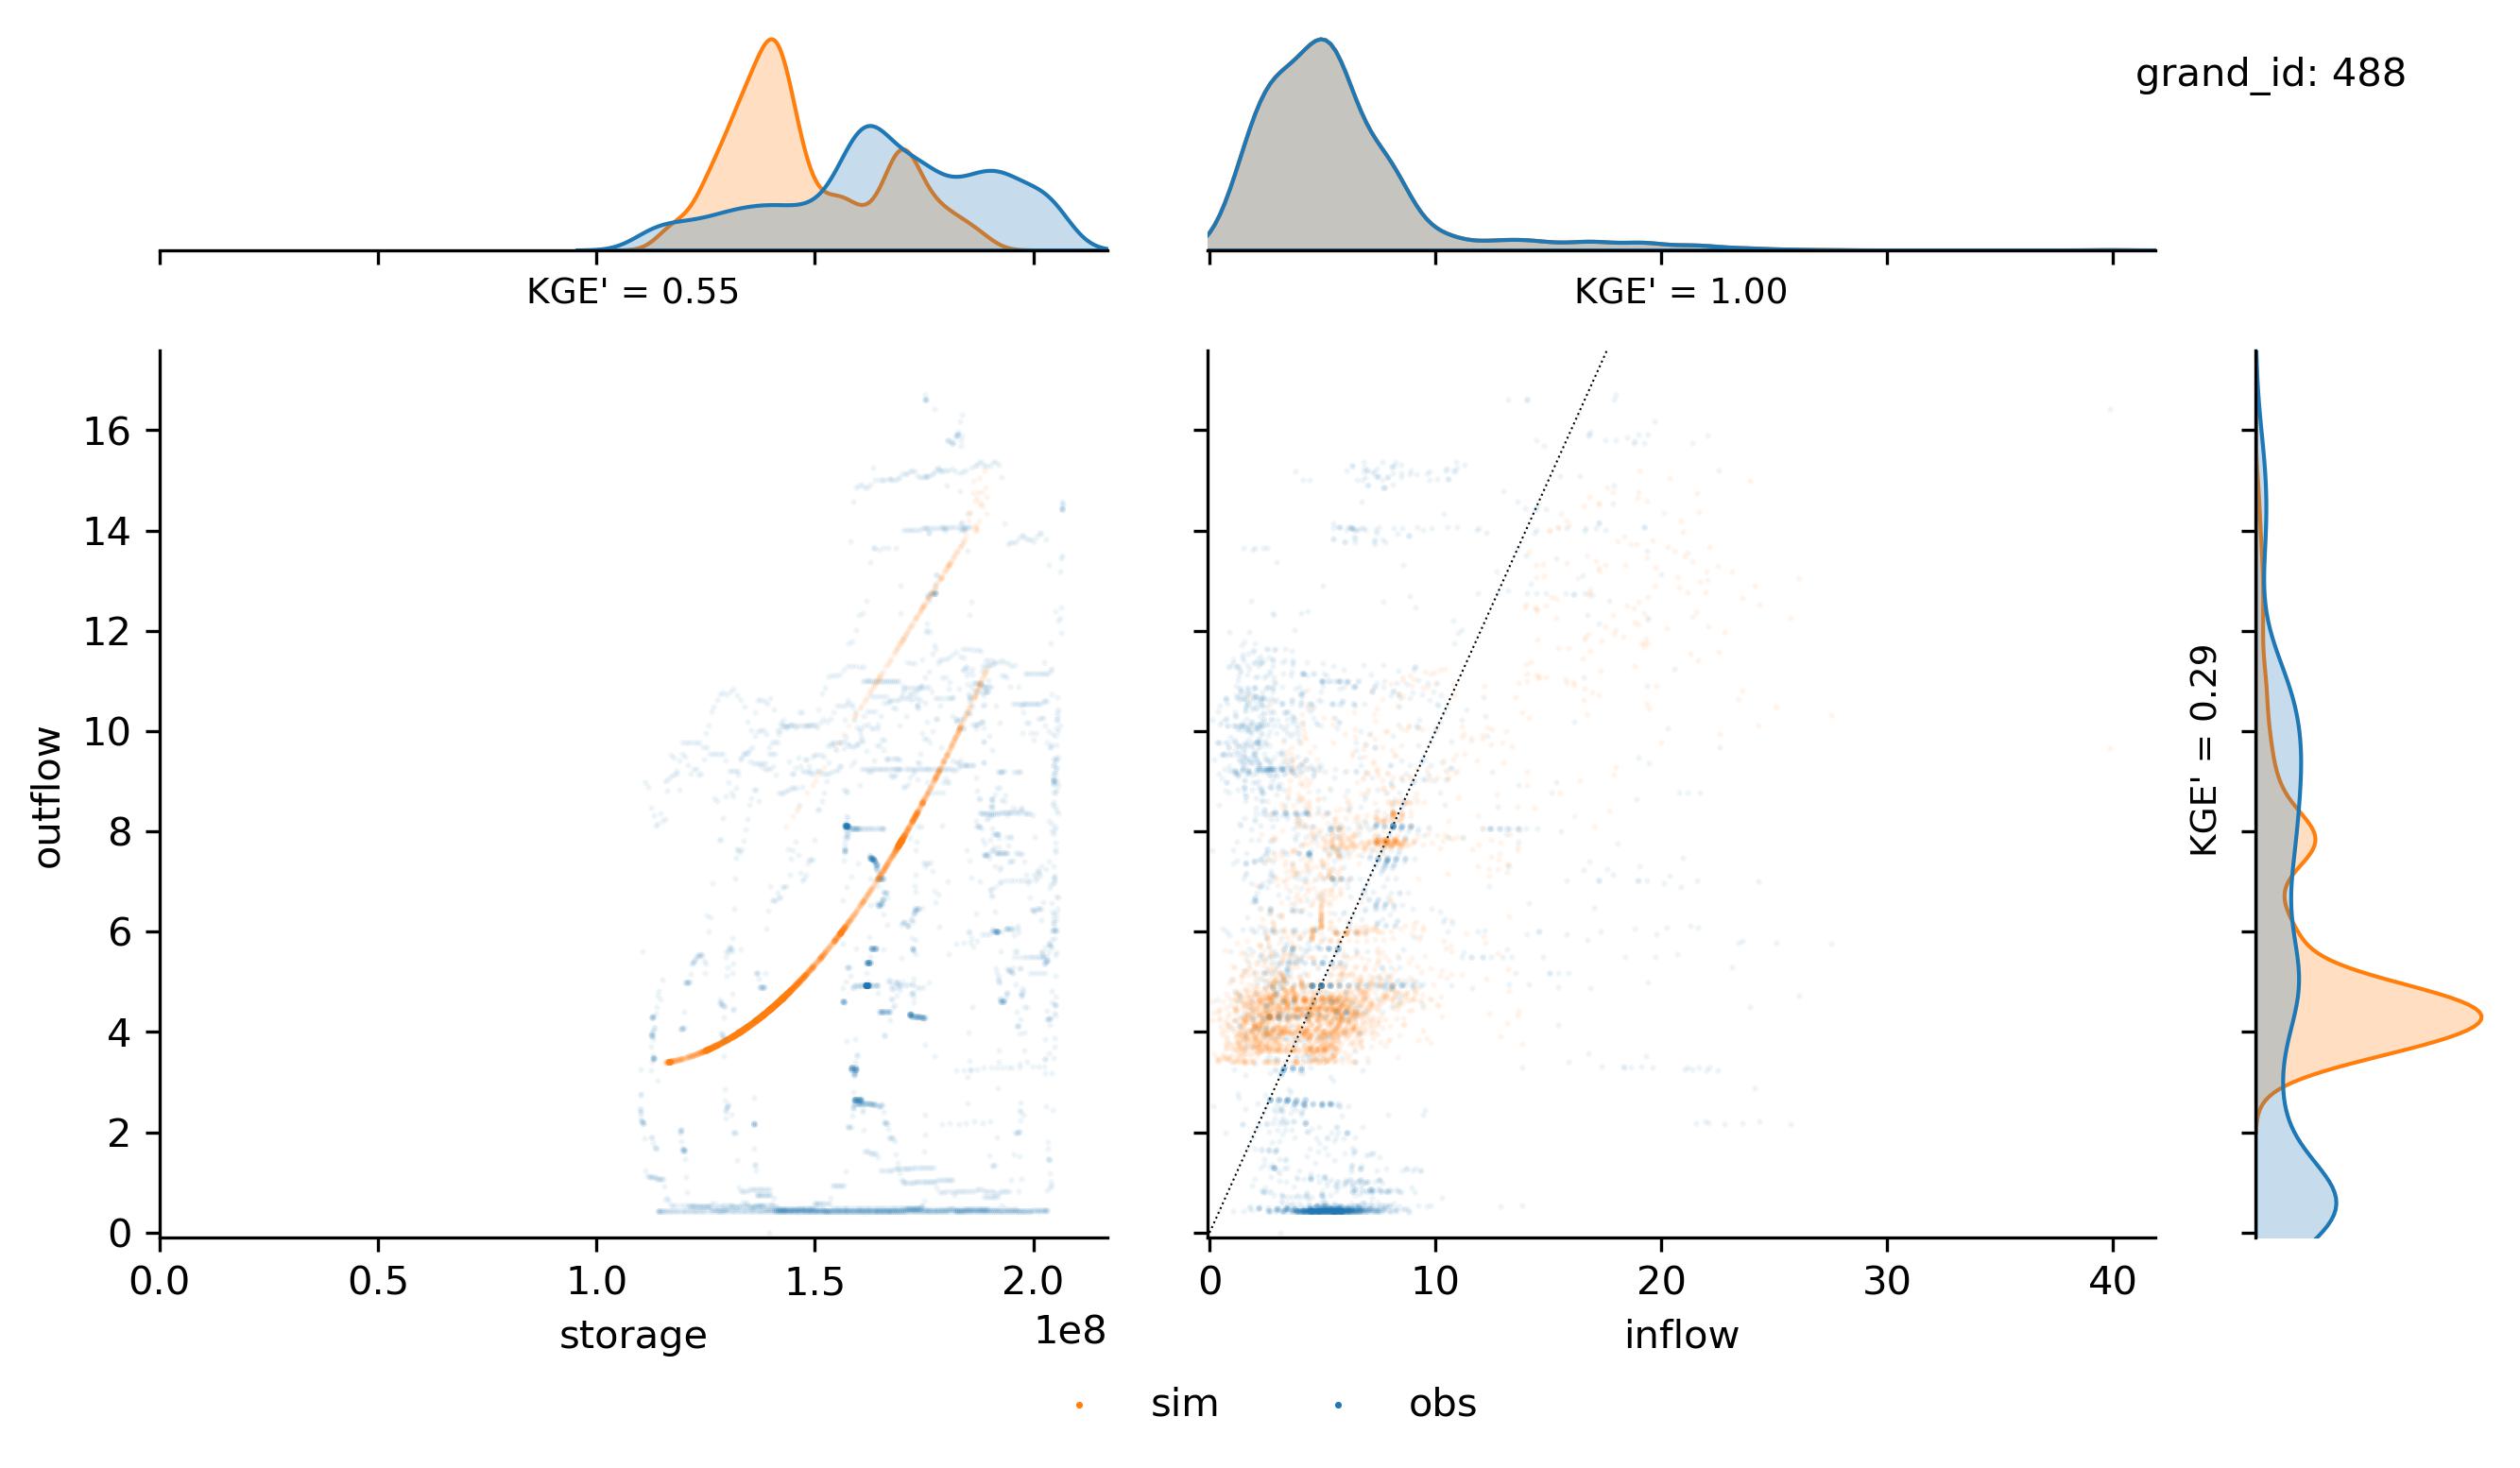 grand_id: 488
KGE' = 0.55
KGE' = 1.00
outflow
16
14
12
10
8
6
4
2
0
KGE' = 0.29
0.0 0.5 1.0 1.5 2.0
1e8
storage
0 10 20 30 40
inflow
sim obs